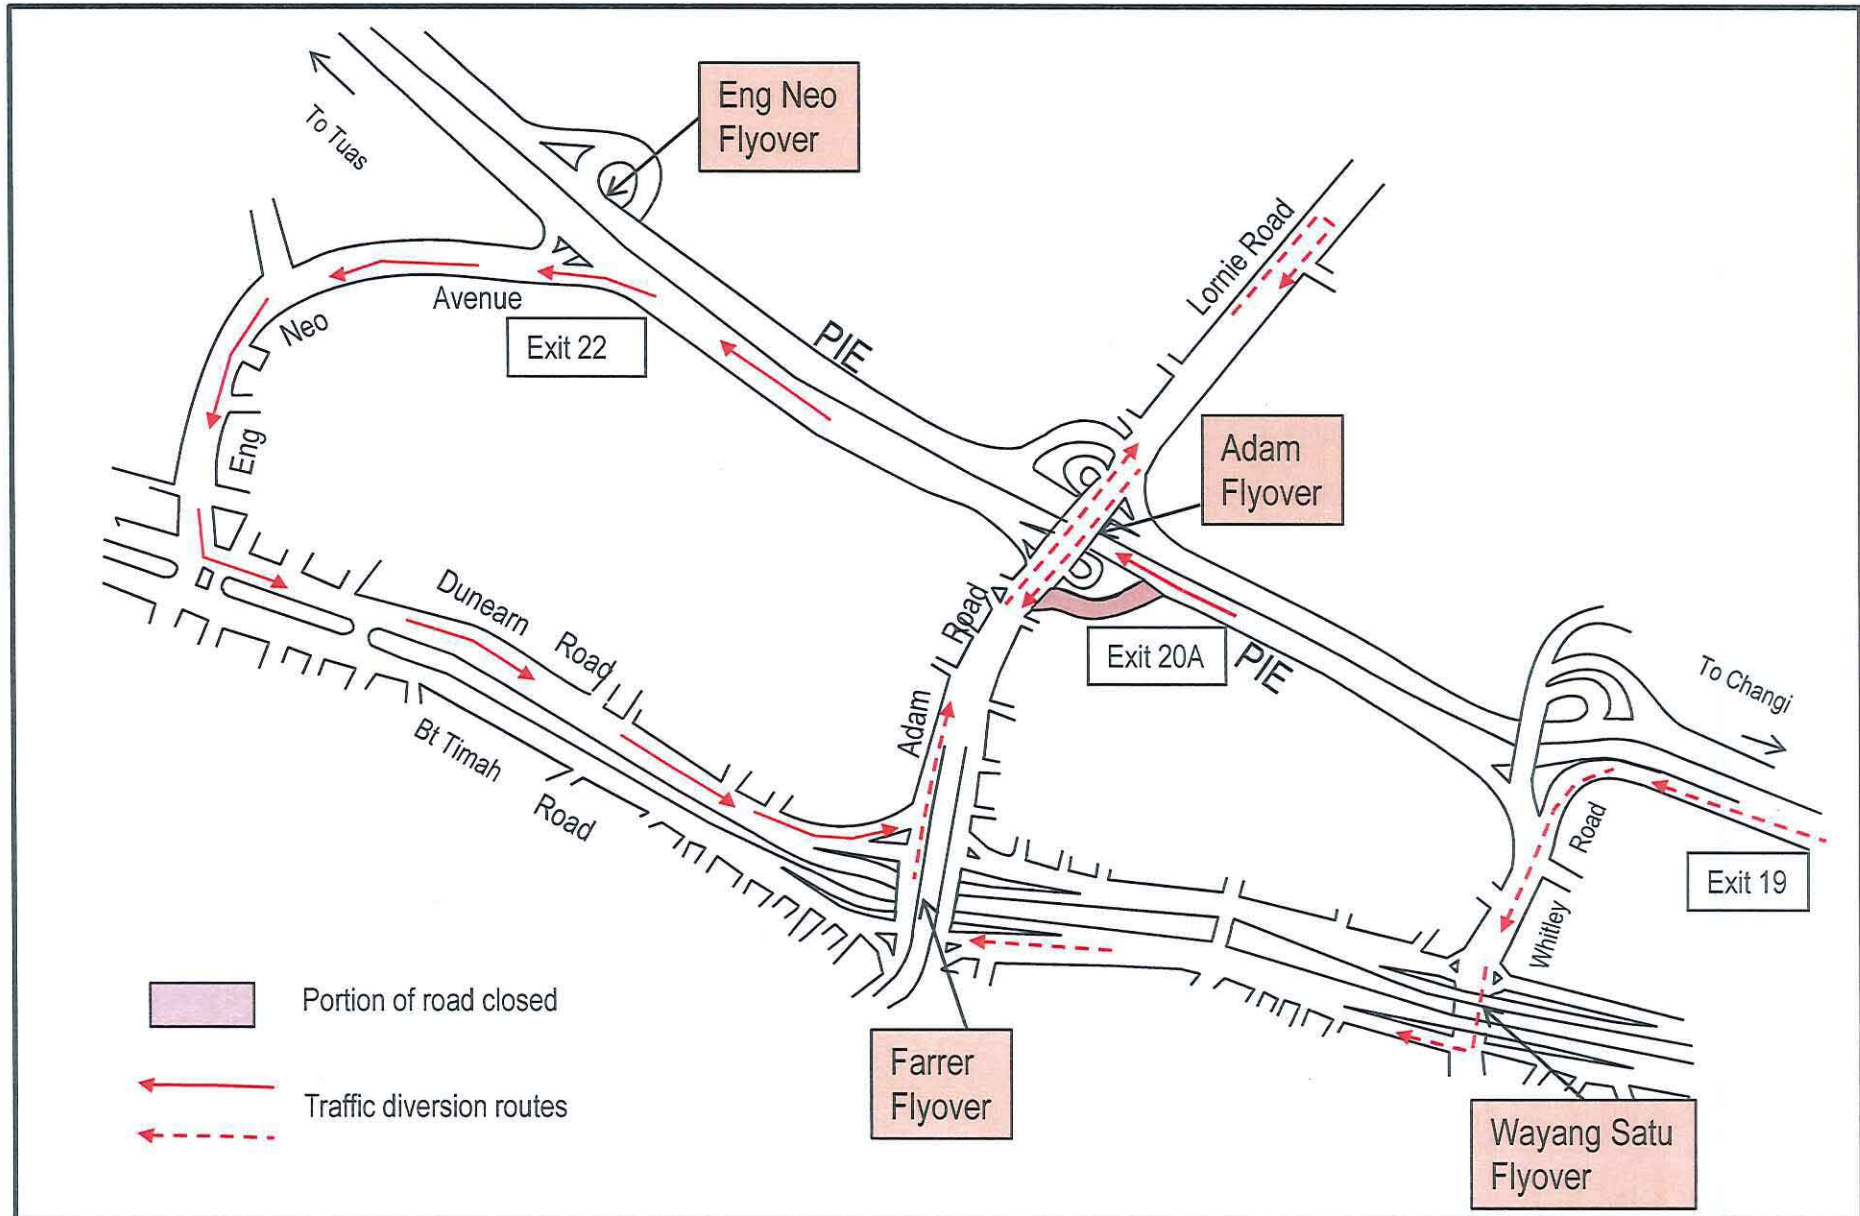 Eng Neo
Flyover
To Tuas
Lornie Road
Avenue
Neo
Exit 22
PIE
Adam
Flyover
Eng
Dunearn
Road
Road
Exit 20A
PIE
To Changi
Adam
Bt Timah
Road
Road
Exit 19
Whitley
Portion of road closed
Farrer
Flyover
Traffic diversion routes
Wayang Satu
Flyover